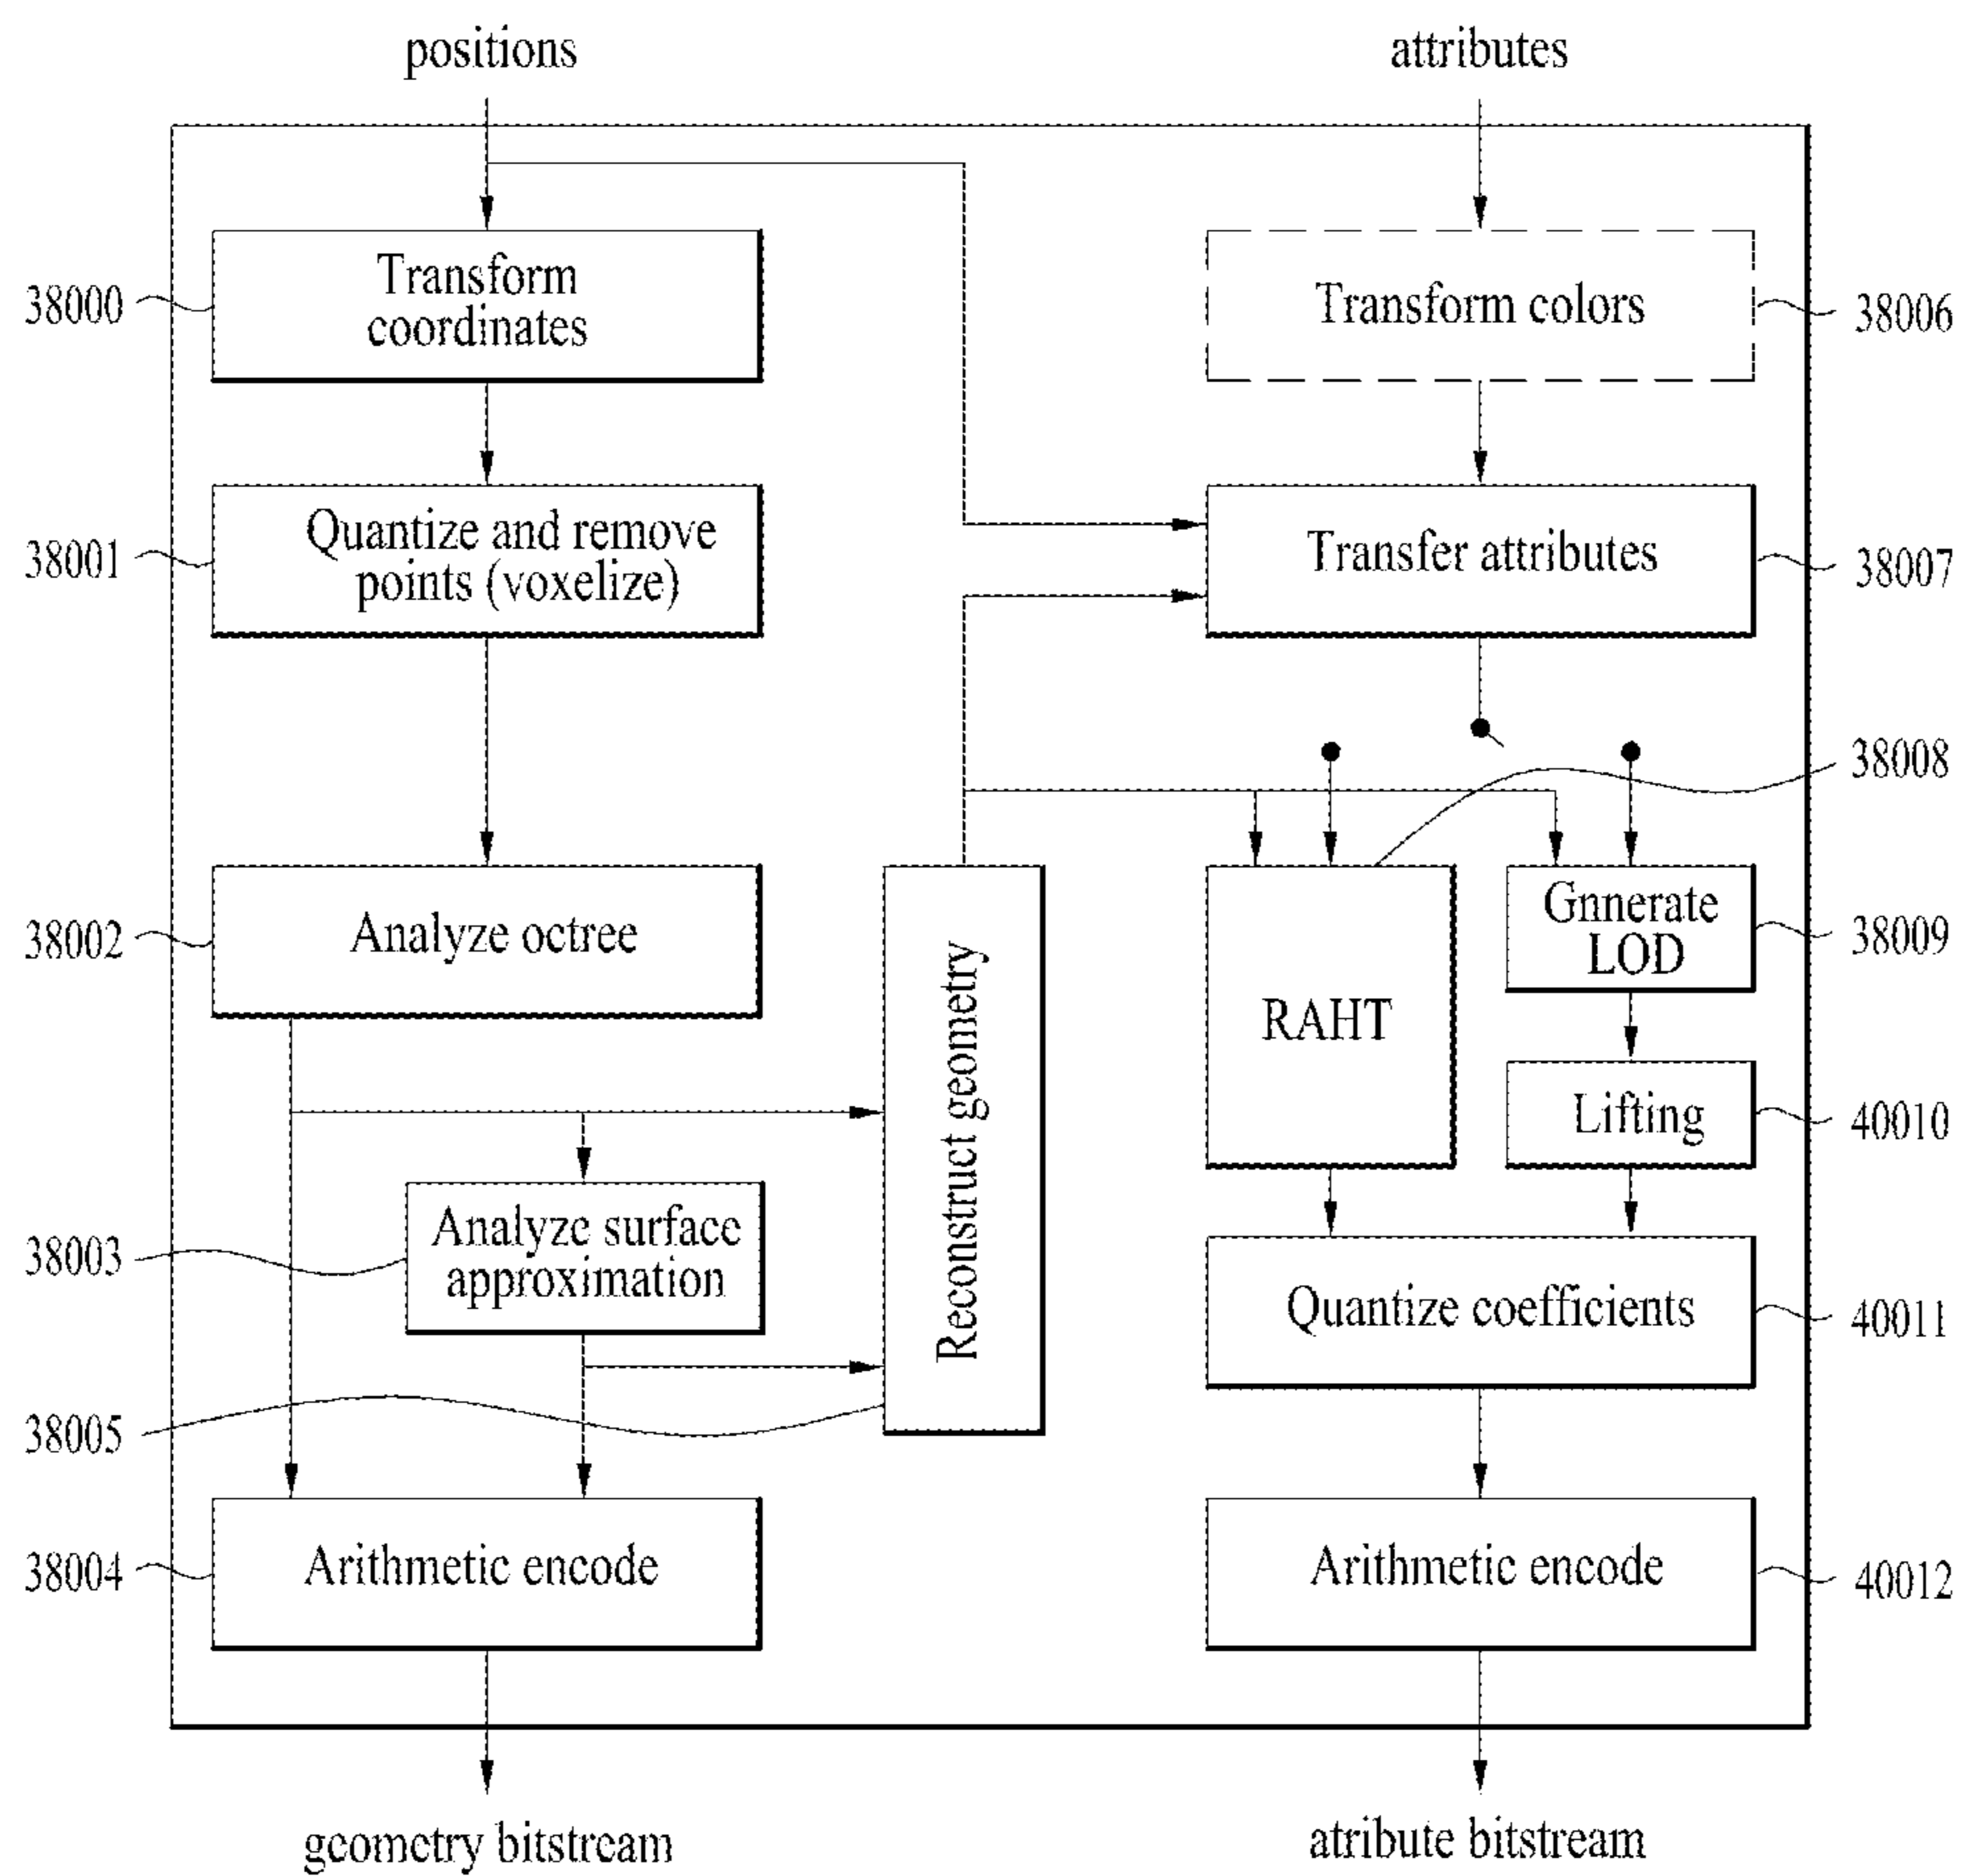 positions
attributes
Transform
coordinates
38000
Transform colors
38006
Quantize and remove
points (voxelize)
38001
Transfer attributes
38007
38008
Analyze octree
38002
Reconstruct geometry
RAHT
Gnnerate
LOD
38009
Lifting
40010
Analyze surface
approximation
38003
Quantize coefficients
40011
38005
Arithmetic encode
38004
Arithmetic encode
40012
geometry bitstream
atribute bitstream